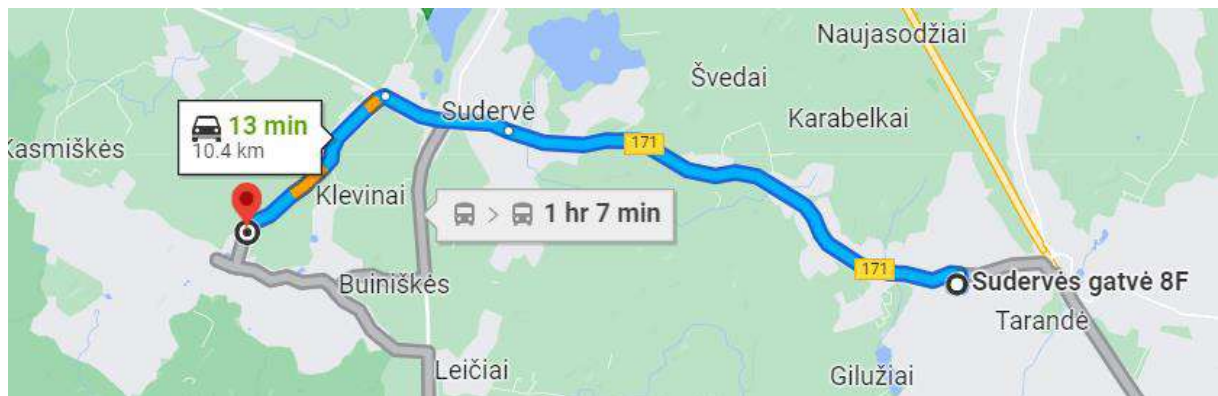 Naujasodžiai
Švedai
Sudervė
Karabelkai
13 min
10.4 km
171
Kasmiškės
Klevinai
1 hr 7 min
171
Sudervės gatvė 8F
Buiniškės
Tarandė
Leičiai
Gilužiai